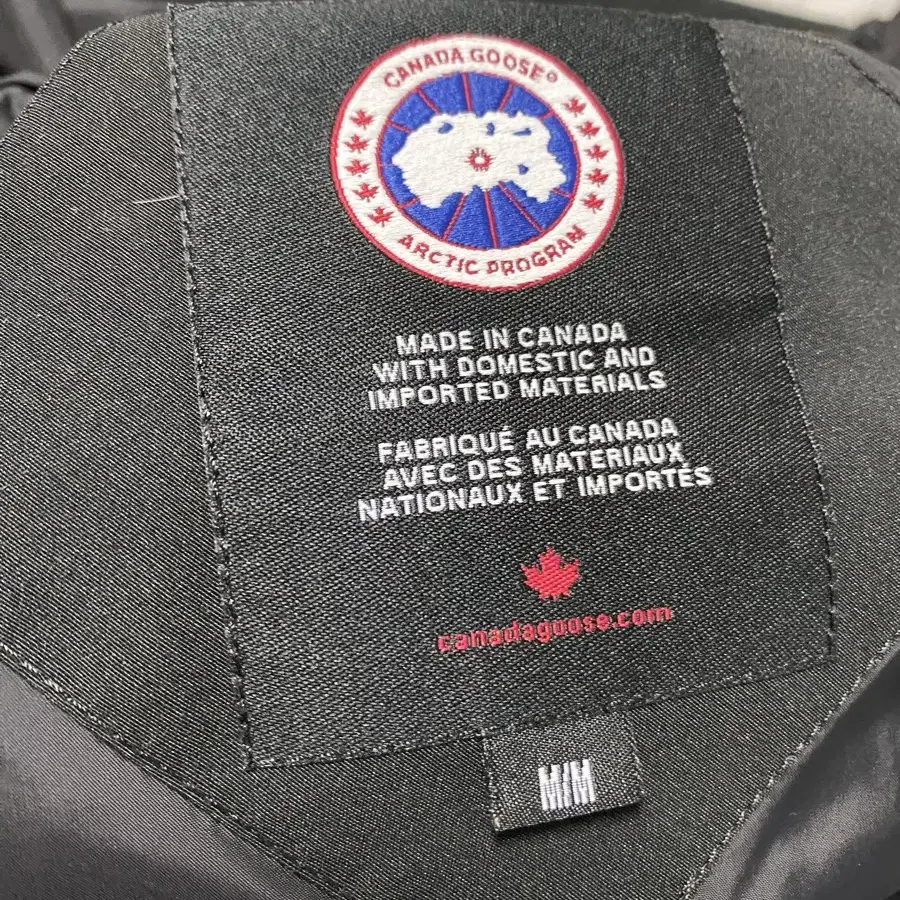 CANADA GOOSE®
ARCTIC PROGRAM
MADE IN CANADA
WITH DOMESTIC AND
IMPORTED MATERIALS
FABRIQUÉ AU CANADA
AVEC DES MATERIAUX
NATIONAUX ET IMPORTÉS
canadagoose.com
M/M